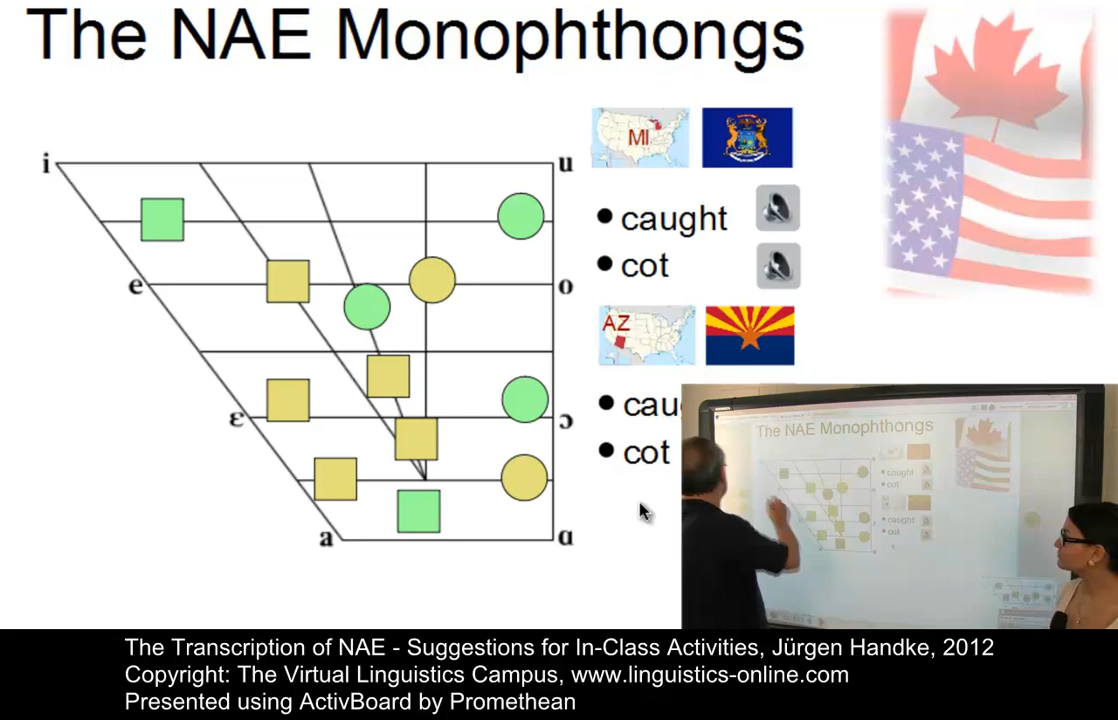 The NAE Monophthongs
i
u
e
o
ɛ
ɔ
a
ɑ
MI
• caught
• cot
AZ
• cau
• cot
The NAE Monophthongs
• caught
• cot
• caught
• cot
The Transcription of NAE - Suggestions for In-Class Activities, Jürgen Handke, 2012
Copyright: The Virtual Linguistics Campus, www.linguistics-online.com
Presented using ActivBoard by Promethean